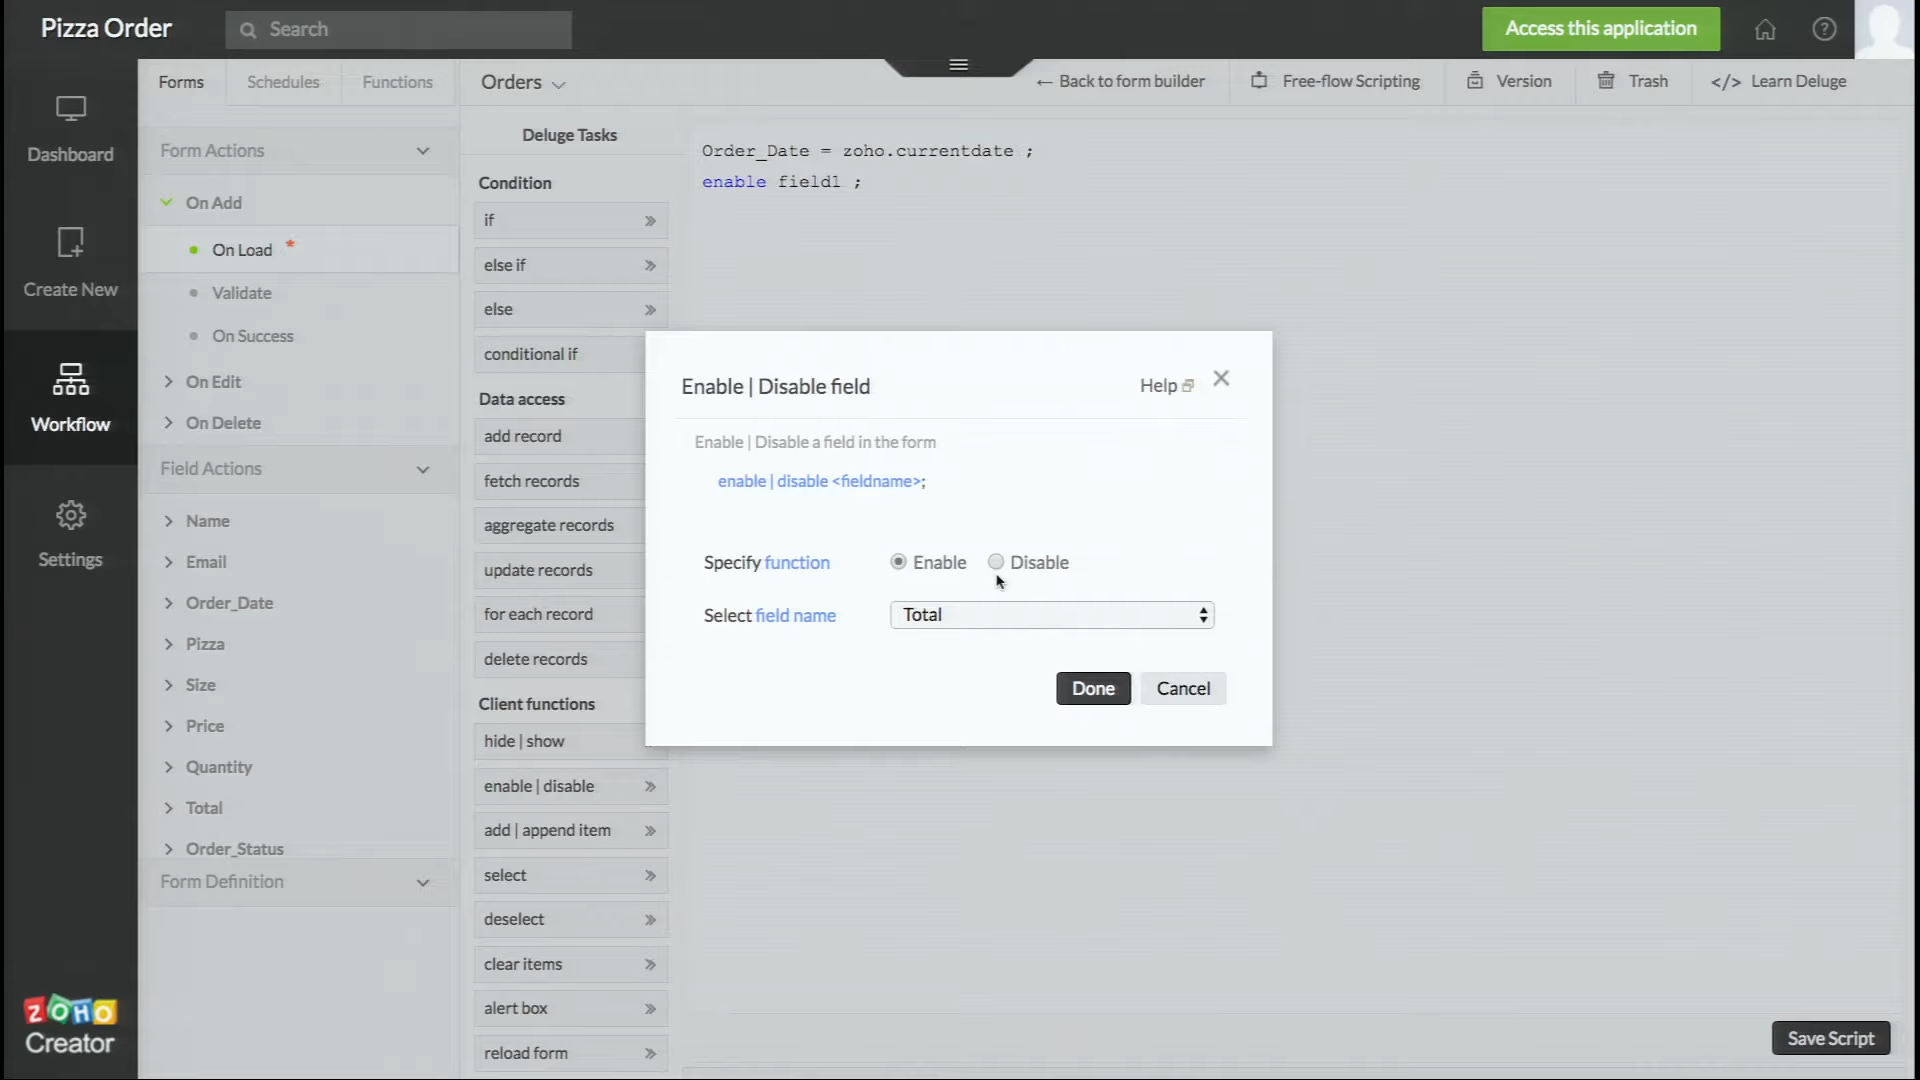 Pizza Order
Search
Access this application
Forms
Schedules
Functions
Orders
← Back to form builder
Free-flow Scripting
Version
Trash
</> Learn Deluge
Dashboard
Create New
Workflow
Settings
Form Actions
On Add
On Load *
Validate
On Success
On Edit
On Delete
Field Actions
Name
Email
Order_Date
Pizza
Size
Price
Quantity
Total
Order_Status
Form Definition
Deluge Tasks
Condition
if
else if
else
conditional if
Data access
add record
fetch records
aggregate records
update records
for each record
delete records
Client functions
hide | show
enable | disable
add | append item
select
deselect
clear items
alert box
reload form
Order_Date = zoho.currentdate ;
enable field1 ;
Enable | Disable field
Help
Enable | Disable a field in the form
enable | disable <fieldname>;
Specify function
Enable
Disable
Select field name
Total
Done
Cancel
Save Script
ZOHO
Creator